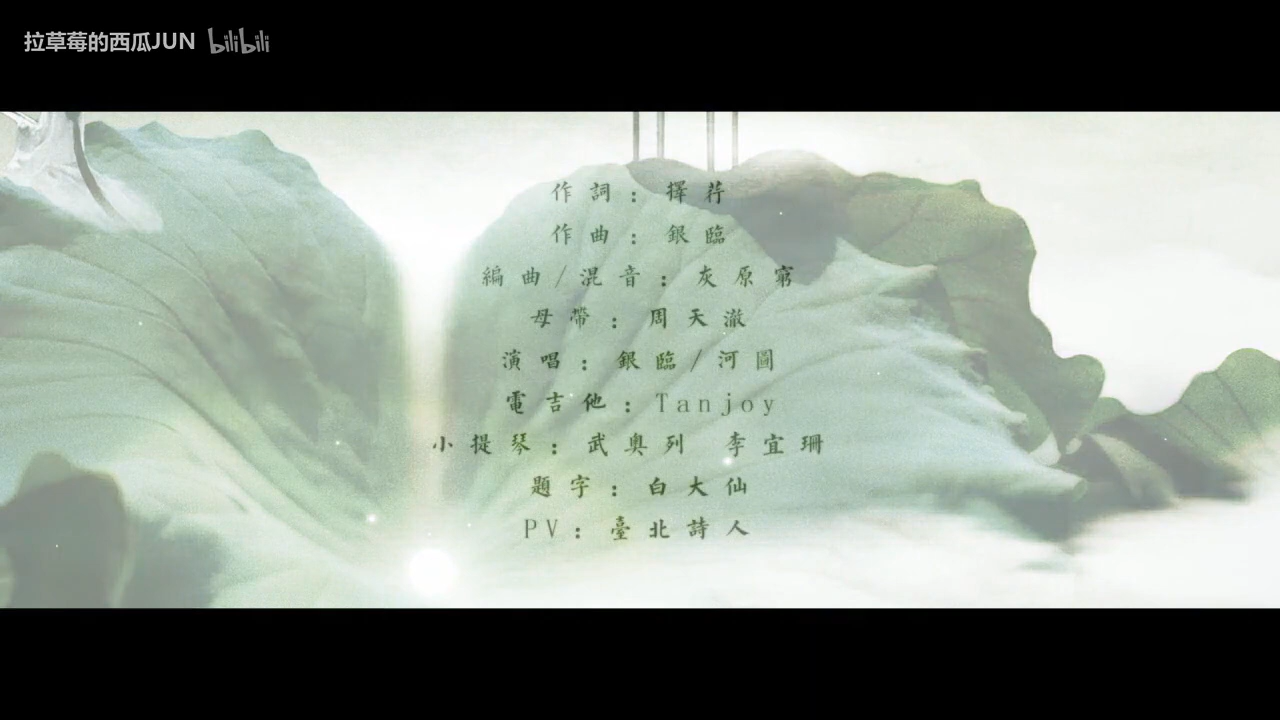 拉草莓的西瓜JUN bilibili
作詞：擇荇
作曲：銀臨
編曲/混音：灰原窮
母帶：周天澈
演唱：銀臨/河圖
電吉他：Tanjoy
小提琴：武奧列 李宜珊
題字：白大仙
PV：臺北詩人